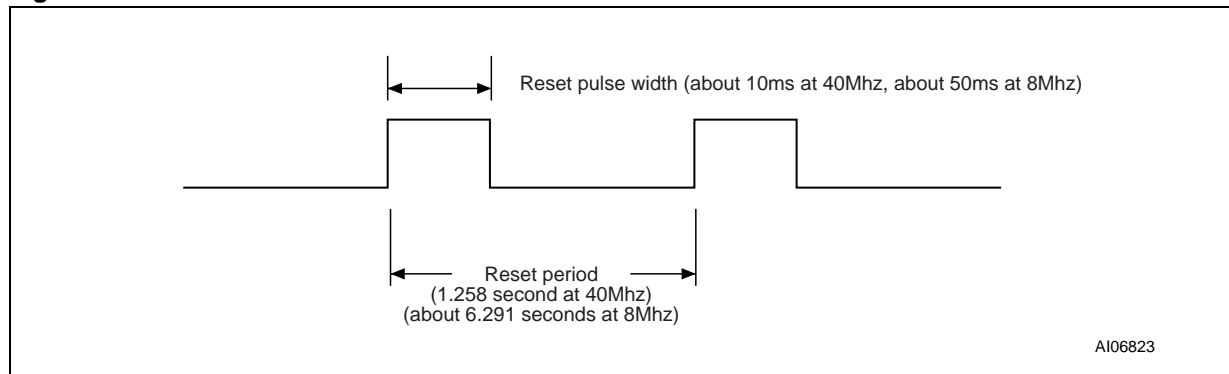 Reset pulse width (about 10ms at 40Mhz, about 50ms at 8Mhz)
Reset period
(1.258 second at 40Mhz)
(about 6.291 seconds at 8Mhz)
AI06823